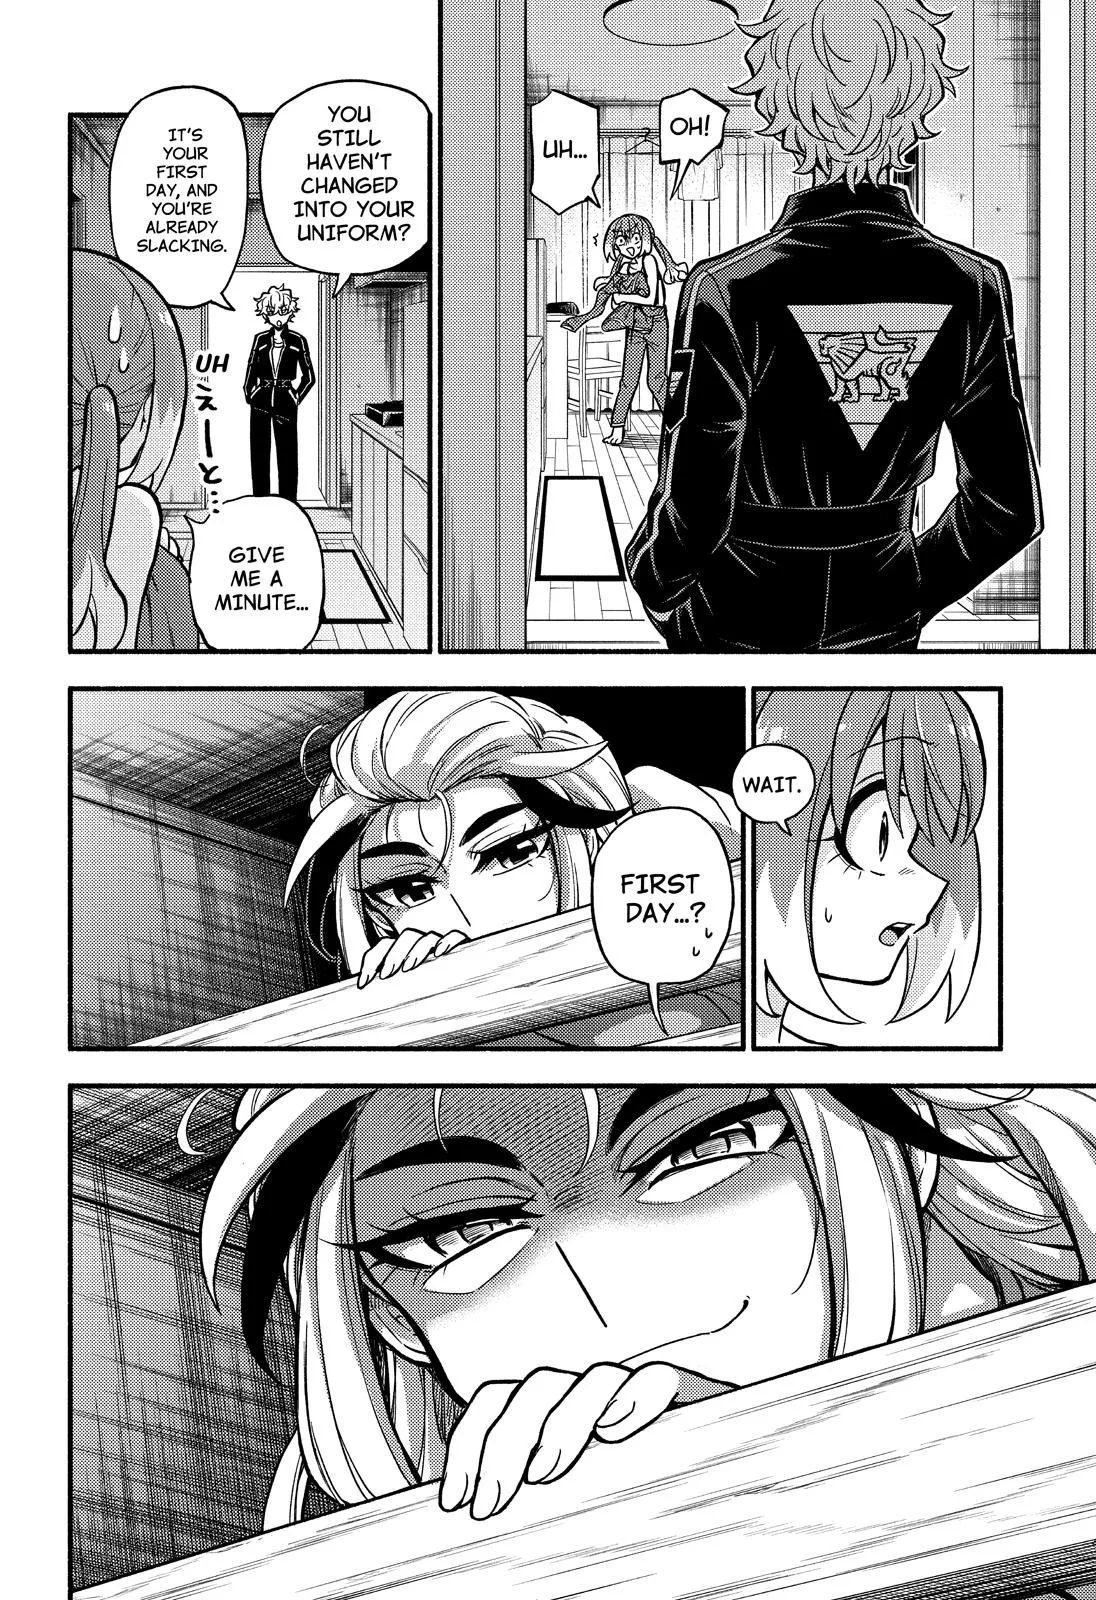 OH!
UH...
YOU
STILL
HAVEN'T
CHANGED
INTO YOUR
UNIFORM?
IT'S
YOUR
FIRST
DAY, AND
YOU'RE
ALREADY
SLACKING.
UH
えーと...
GIVE
ME A
MINUTE...
WAIT.
FIRST
DAY...?